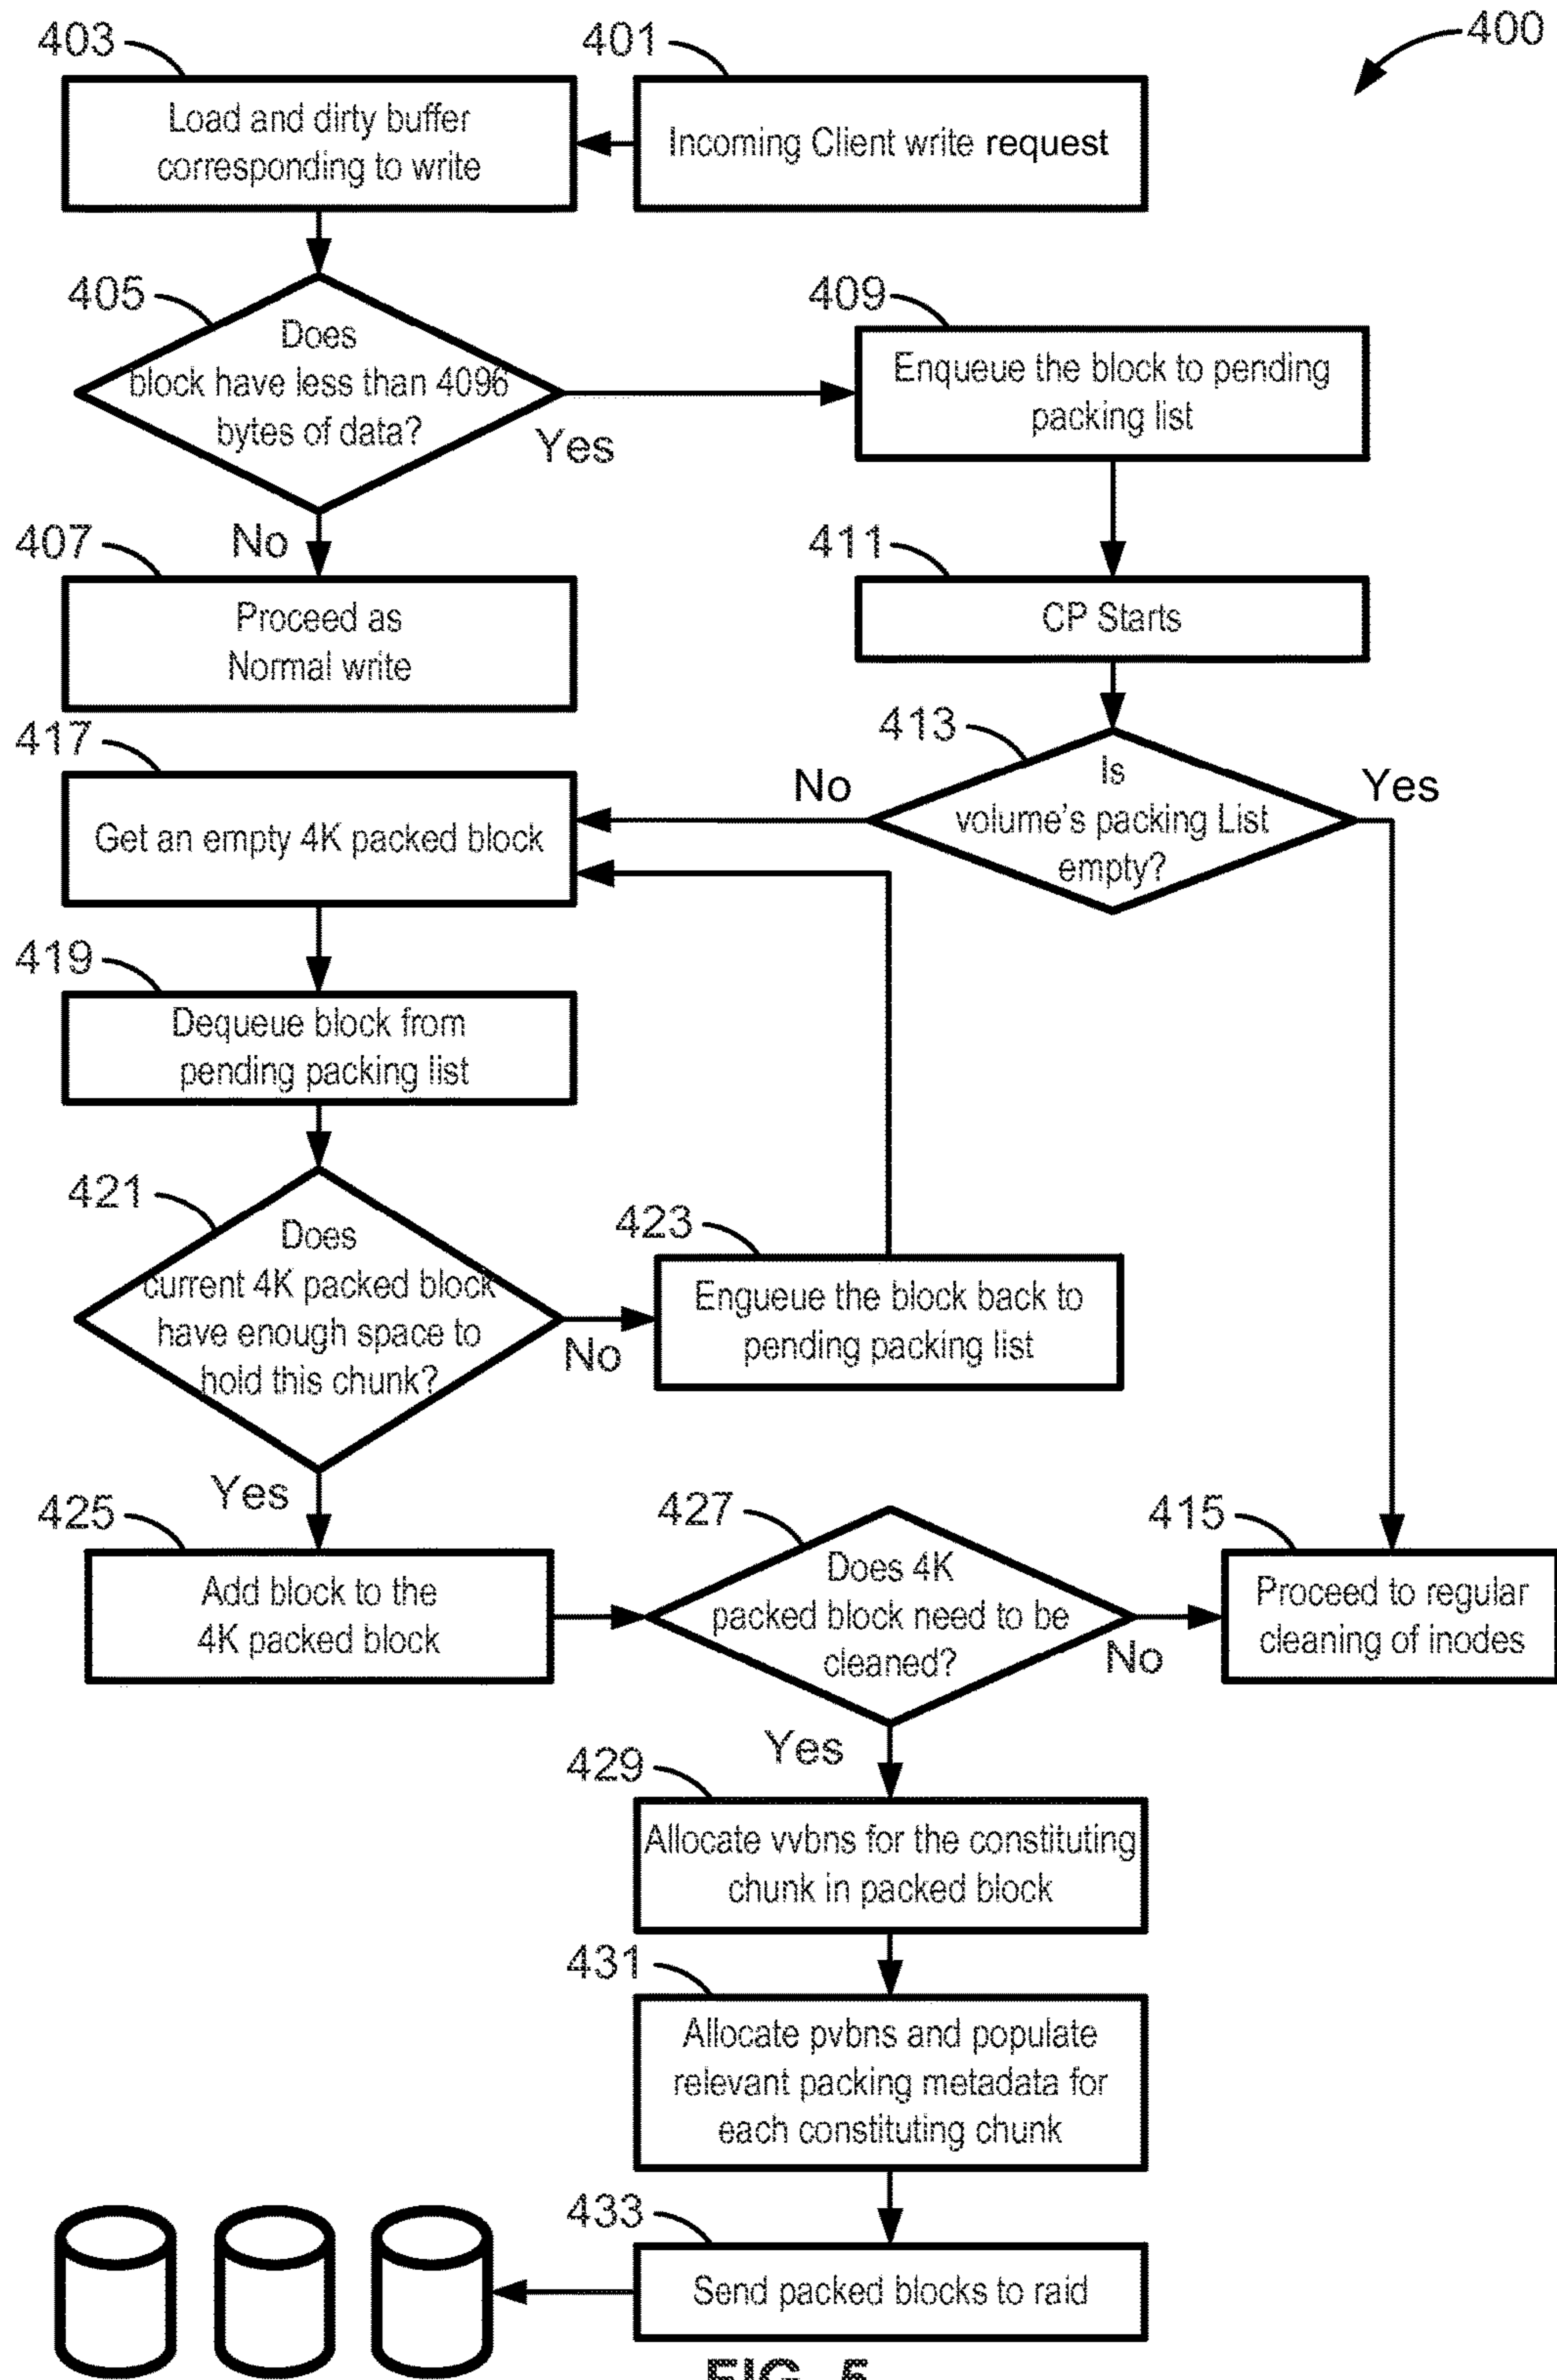 403
401
400
Load and dirty buffer
corresponding to write
Incoming Client write request
405
409
Does
block have less than 4096
bytes of data?
Yes
Enqueue the block to pending
packing list
407
No
411
Proceed as
Normal write
CP Starts
417
413
No
Yes
Is
volume's packing List
empty?
Get an empty 4K packed block
419
Dequeue block from
pending packing list
421
423
Does
current 4K packed block
have enough space to
hold this chunk?
No
Engueue the block back to
pending packing list
Yes
425
427
415
Add block to the
4K packed block
Does 4K
packed block need to be
cleaned?
No
Proceed to regular
cleaning of inodes
Yes
429
Allocate vvbns for the constituting
chunk in packed block
431
Allocate pvbns and populate
relevant packing metadata for
each constituting chunk
433
Send packed blocks to raid
FIG. 5